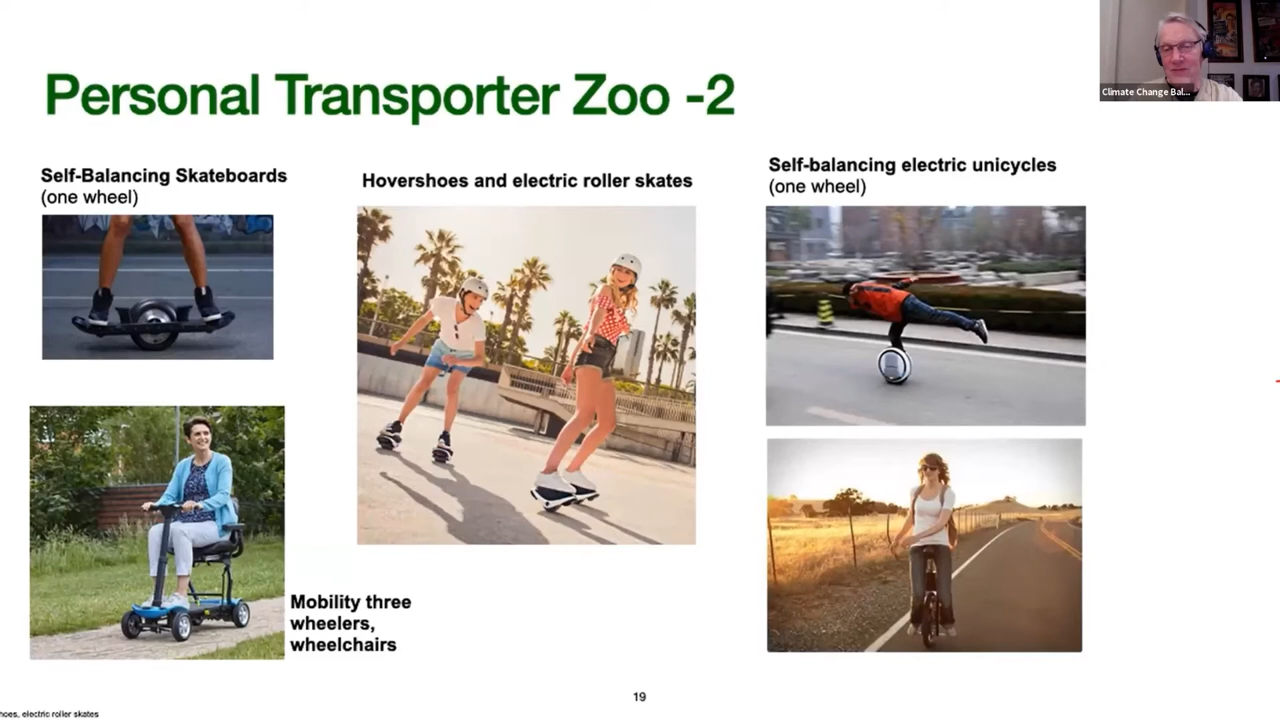 Personal Transporter Zoo -2
Climate Change Bal...
Self-Balancing Skateboards
(one wheel)
Hovershoes and electric roller skates
Self-balancing electric unicycles
(one wheel)
Mobility three
wheelers,
wheelchairs
19
hoes, electric roller skates